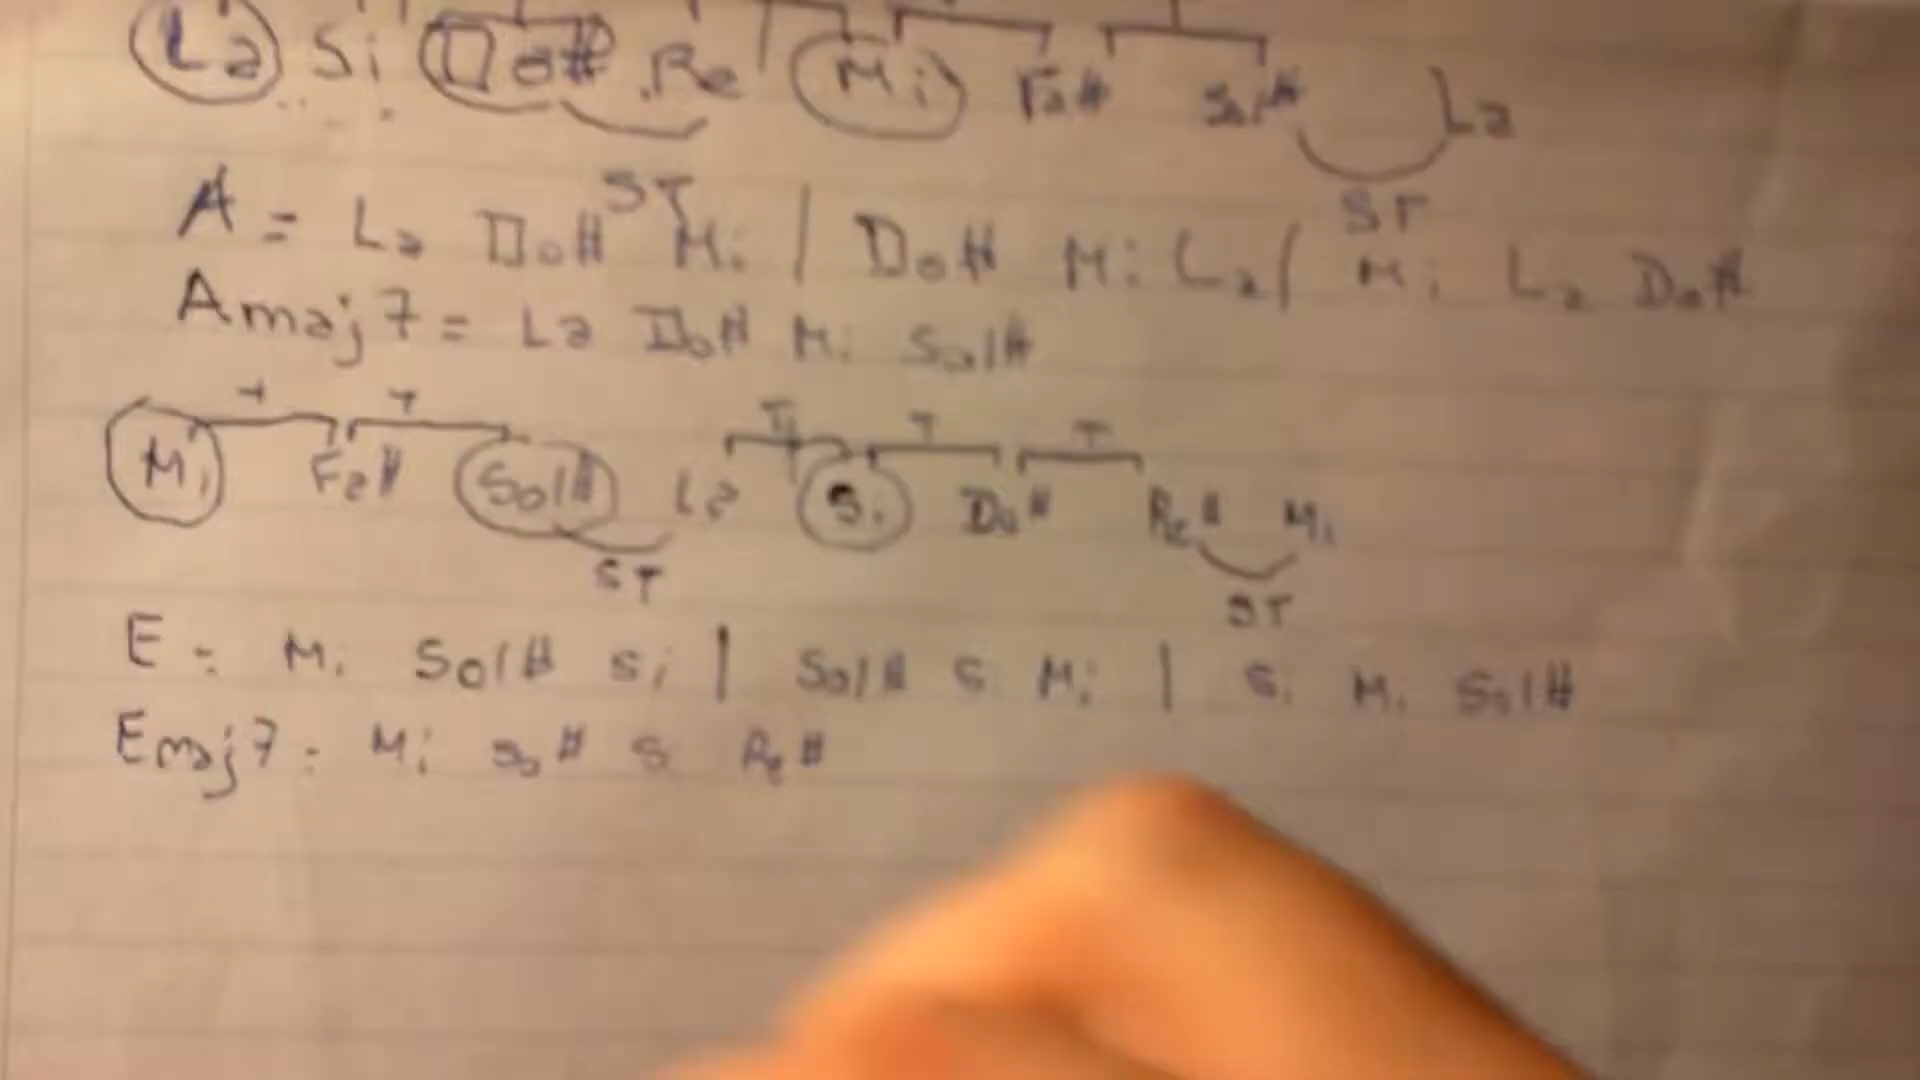 La Si Do# Re Mi Fa# Sol# La
ST ST
A = La Do# Mi | Do# Mi La | Mi La Do#
Amaj7 = La Do# Mi Sol#
T T T T T
Mi Fa# Sol# La Si Do# Re# Mi
ST ST
E = Mi Sol# Si | Sol# Si Mi | Si Mi Sol#
Emaj7 = Mi Sol# Si Re#